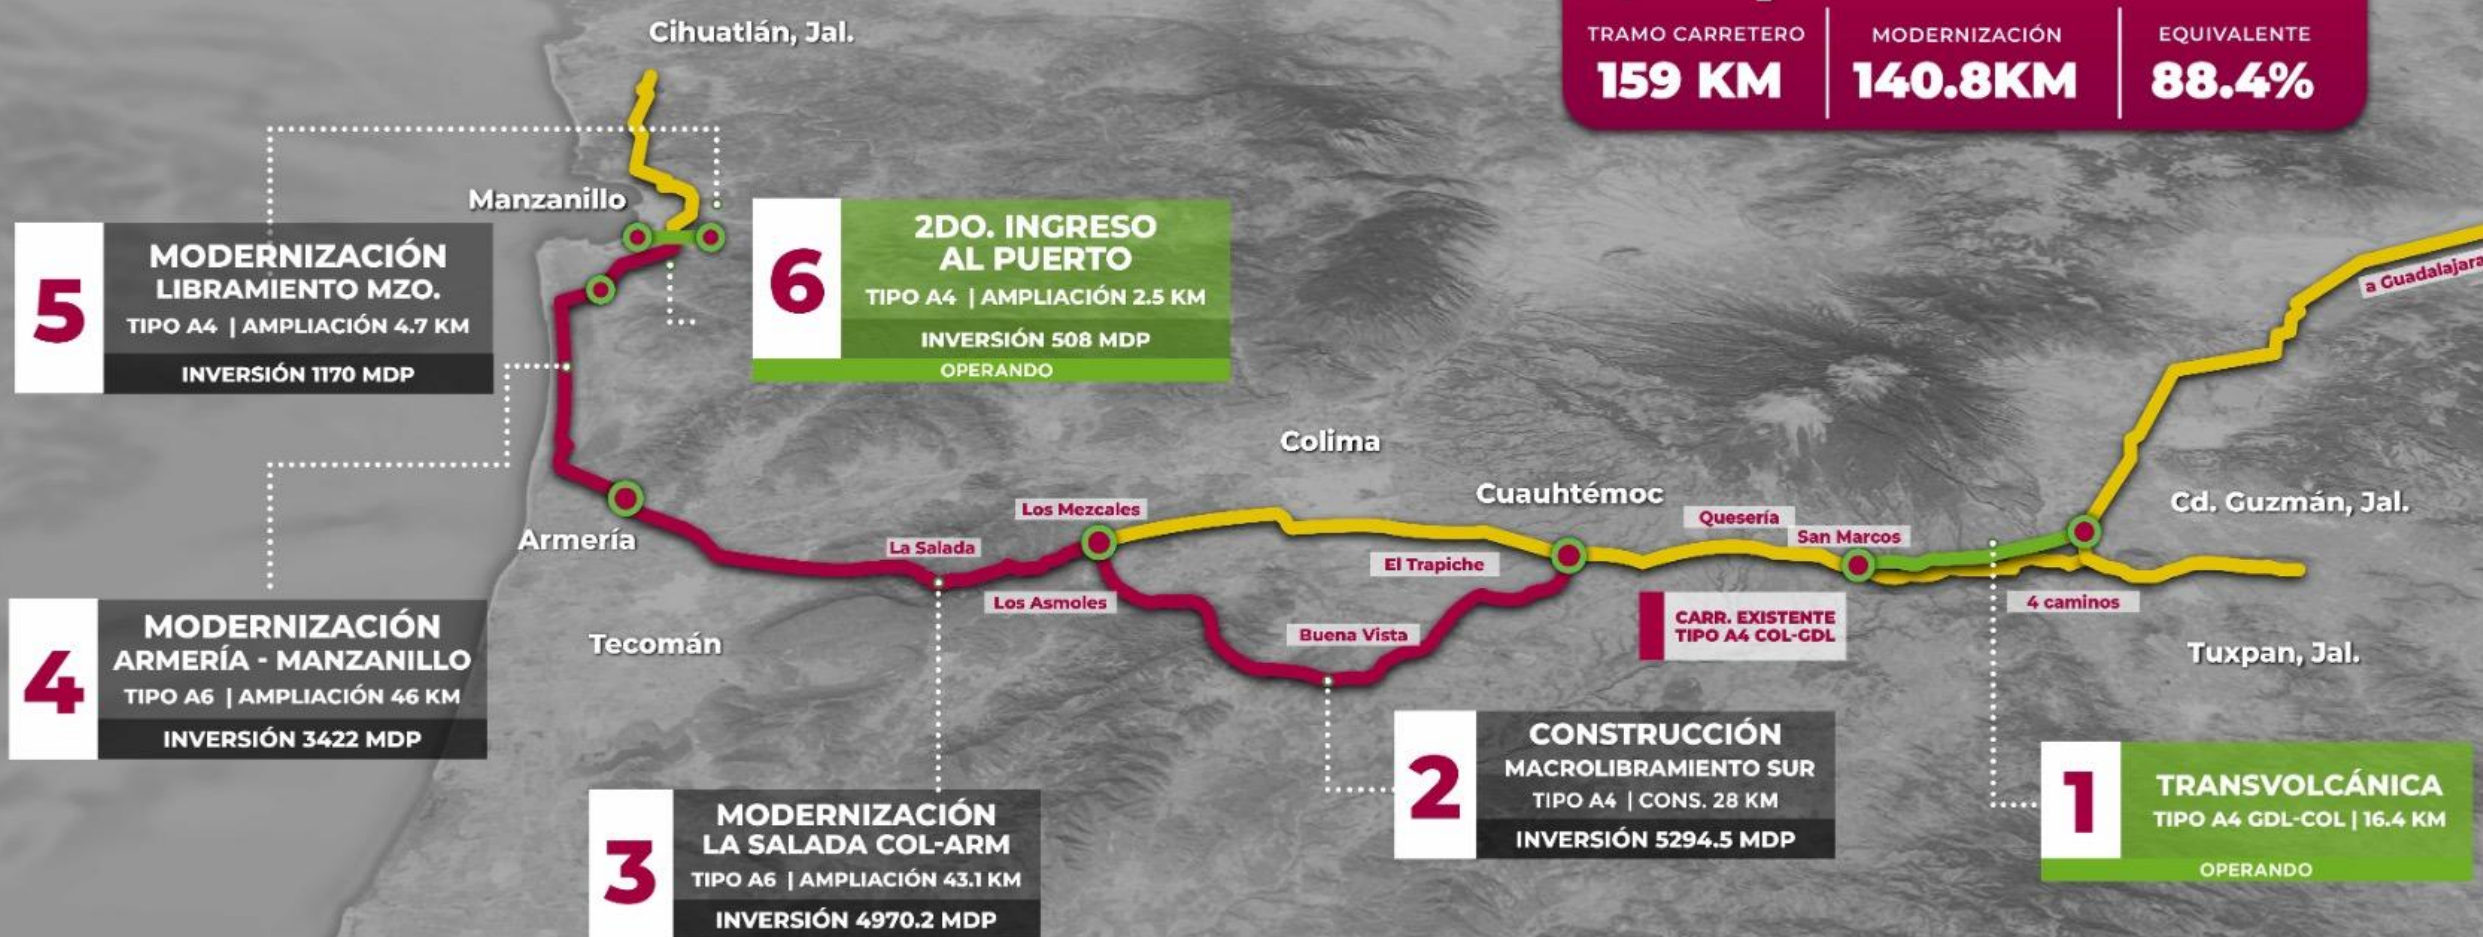 Cihuatlán, Jal.
TRAMO CARRETERO
159 KM
MODERNIZACIÓN
140.8KM
EQUIVALENTE
88.4%
Manzanillo
5
MODERNIZACIÓN
LIBRAMIENTO MZO.
TIPO A4 | AMPLIACIÓN 4.7 KM
INVERSIÓN 1170 MDP
6
2DO. INGRESO
AL PUERTO
TIPO A4 | AMPLIACIÓN 2.5 KM
INVERSIÓN 508 MDP
OPERANDO
a Guadalajara
Colima
Cuauhtémoc
Cd. Guzmán, Jal.
Los Mezcales
Quesería
San Marcos
Armería
La Salada
El Trapiche
Los Asmoles
4 caminos
Buena Vista
CARR. EXISTENTE
TIPO A4 COL-GDL
Tecomán
Tuxpan, Jal.
4
MODERNIZACIÓN
ARMERÍA - MANZANILLO
TIPO A6 | AMPLIACIÓN 46 KM
INVERSIÓN 3422 MDP
3
MODERNIZACIÓN
LA SALADA COL-ARM
TIPO A6 | AMPLIACIÓN 43.1 KM
INVERSIÓN 4970.2 MDP
2
CONSTRUCCIÓN
MACROLIBRAMIENTO SUR
TIPO A4 | CONS. 28 KM
INVERSIÓN 5294.5 MDP
1
TRANSVOLCÁNICA
TIPO A4 GDL-COL | 16.4 KM
OPERANDO